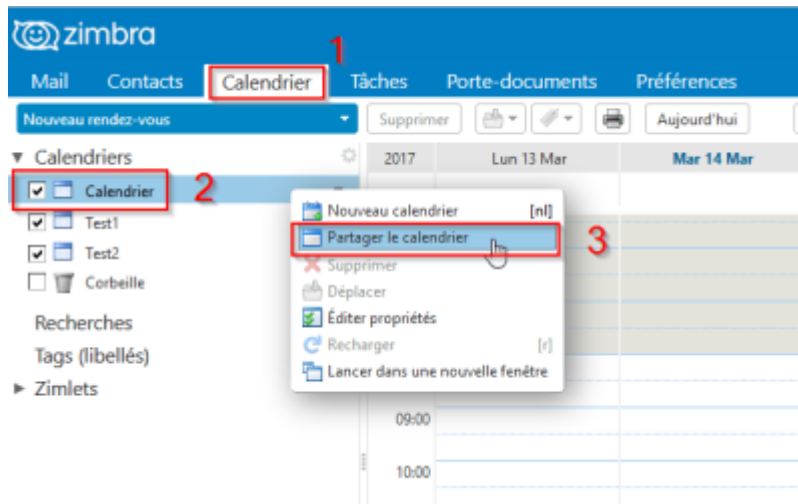 zimbra
1
Mail Contacts Calendrier Tâches Porte-documents Préférences
Nouveau rendez-vous Supprimer Aujourd'hui
Calendriers 2017 Lun 13 Mar Mar 14 Mar
Calendrier 2
Nouveau calendrier [nl]
Test1
Partager le calendrier 3
Test2
Supprimer
Corbeille
Déplacer
Éditer propriétés
Recherches
Recharger [r]
Tags (libellés)
Lancer dans une nouvelle fenêtre
Zimlets
09:00
10:00